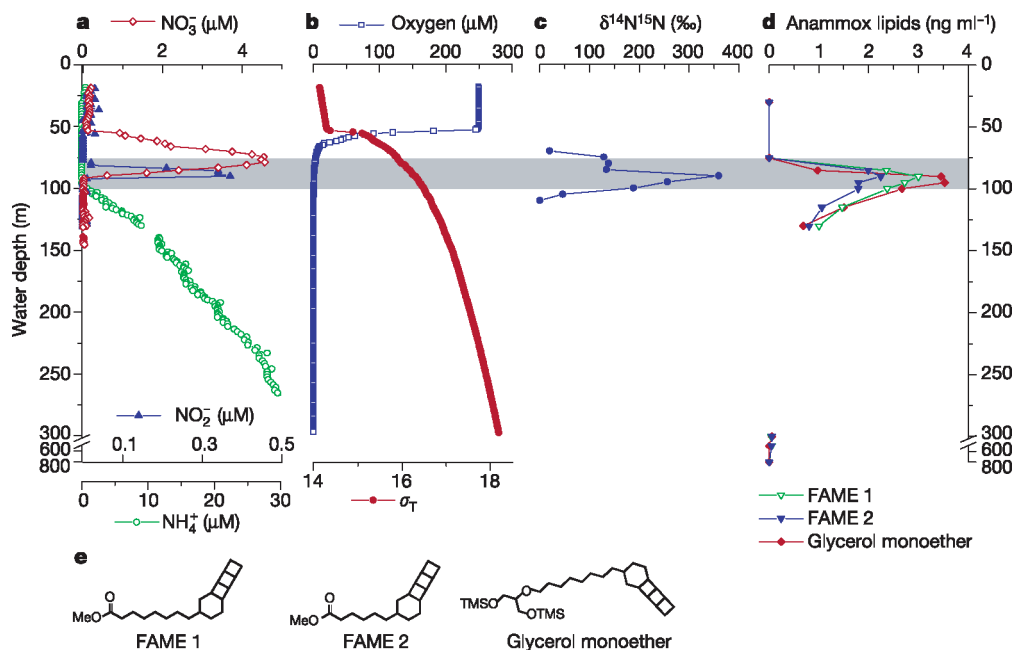 a NO₃⁻ (μM)
0 2 4
b Oxygen (μM)
0 100 200 300
c δ¹⁴N¹⁵N (‰)
0 100 200 300 400
d Anammox lipids (ng ml⁻¹)
0 1 2 3 4
Water depth (m)
0
50
100
150
200
250
300
600
800
NO₂⁻ (μM)
0.1 0.3 0.5
0 10 20 30
NH₄⁺ (μM)
14 16 18
σT
0
50
100
150
200
250
300
600
800
FAME 1
FAME 2
Glycerol monoether
e
O
MeO
FAME 1
O
MeO
FAME 2
O
TMSO
OTMS
Glycerol monoether